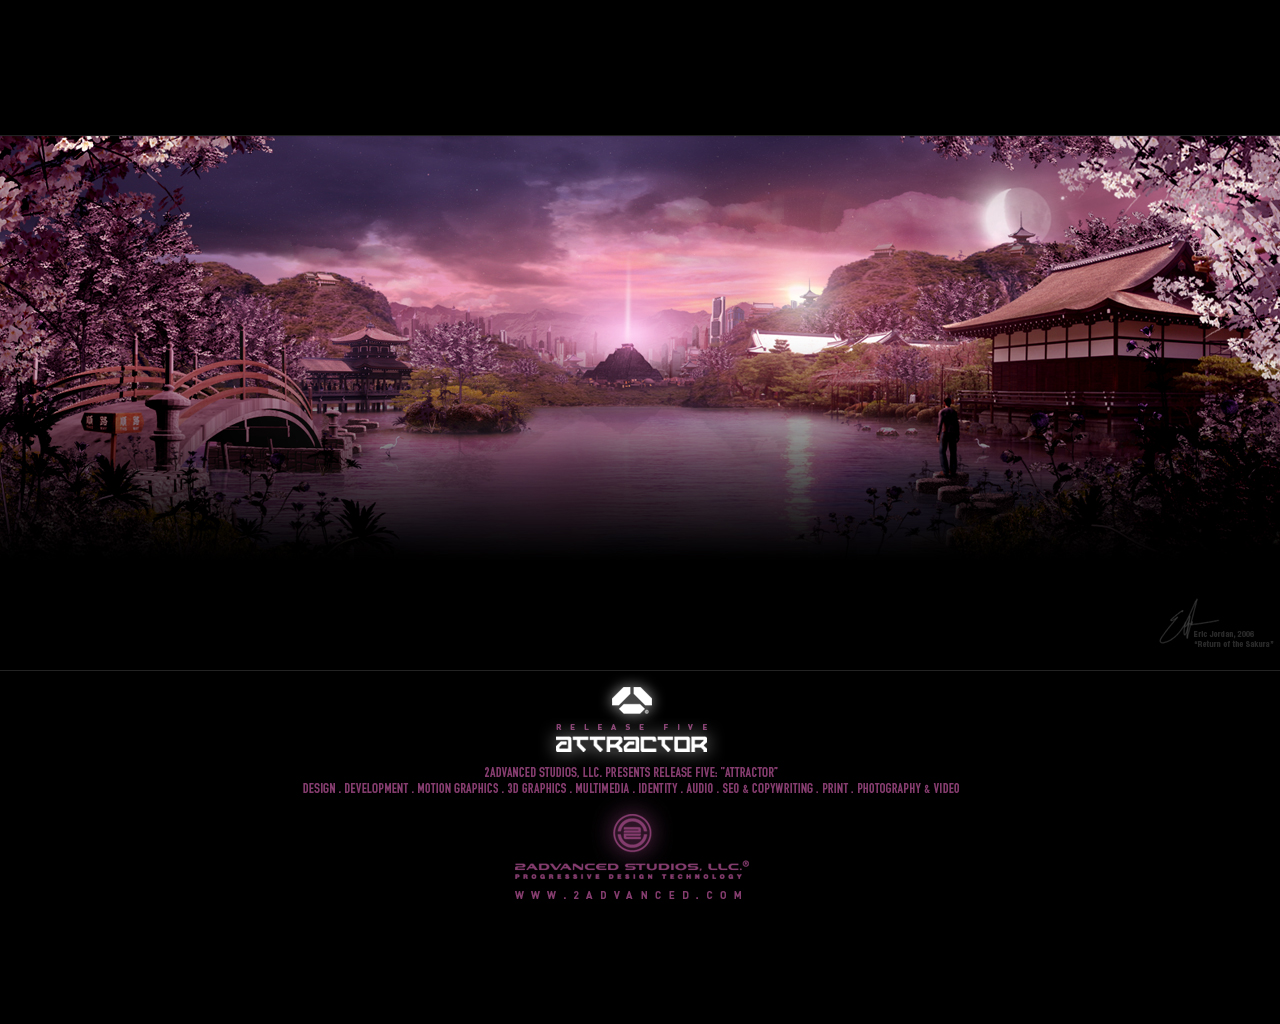 Eric Jordan, 2006
"Return of the Sakura"
RELEASE FIVE
ATTRACTOR
2ADVANCED STUDIOS, LLC. PRESENTS RELEASE FIVE: "ATTRACTOR"
DESIGN . DEVELOPMENT . MOTION GRAPHICS . 3D GRAPHICS . MULTIMEDIA . IDENTITY . AUDIO . SEO & COPYWRITING . PRINT . PHOTOGRAPHY & VIDEO
2
2ADVANCED STUDIOS, LLC.®
PROGRESSIVE DESIGN TECHNOLOGY
WWW.2ADVANCED.COM